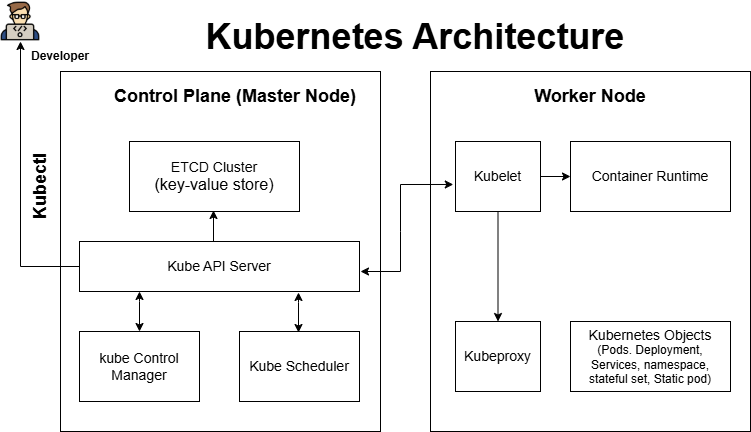 Kubernetes Architecture
Developer
Kubectl
Control Plane (Master Node)
ETCD Cluster
(key-value store)
Kube API Server
kube Control
Manager
Kube Scheduler
Worker Node
Kubelet
Container Runtime
Kubeproxy
Kubernetes Objects
(Pods. Deployment,
Services, namespace,
stateful set, Static pod)